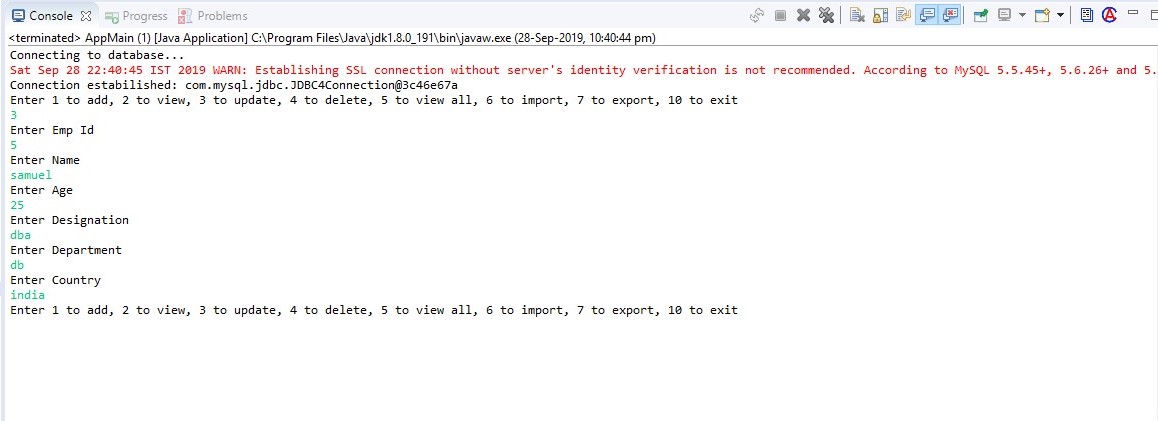 Console Progress Problems
<terminated> AppMain (1) [Java Application] C:\Program Files\Java\jdk1.8.0_191\bin\javaw.exe (28-Sep-2019, 10:40:44 pm)
Connecting to database...
Sat Sep 28 22:40:45 IST 2019 WARN: Establishing SSL connection without server's identity verification is not recommended. According to MySQL 5.5.45+, 5.6.26+ and 5.
Connection estabilished: com.mysql.jdbc.JDBC4Connection@3c46e67a
Enter 1 to add, 2 to view, 3 to update, 4 to delete, 5 to view all, 6 to import, 7 to export, 10 to exit
3
Enter Emp Id
5
Enter Name
samuel
Enter Age
25
Enter Designation
dba
Enter Department
db
Enter Country
india
Enter 1 to add, 2 to view, 3 to update, 4 to delete, 5 to view all, 6 to import, 7 to export, 10 to exit